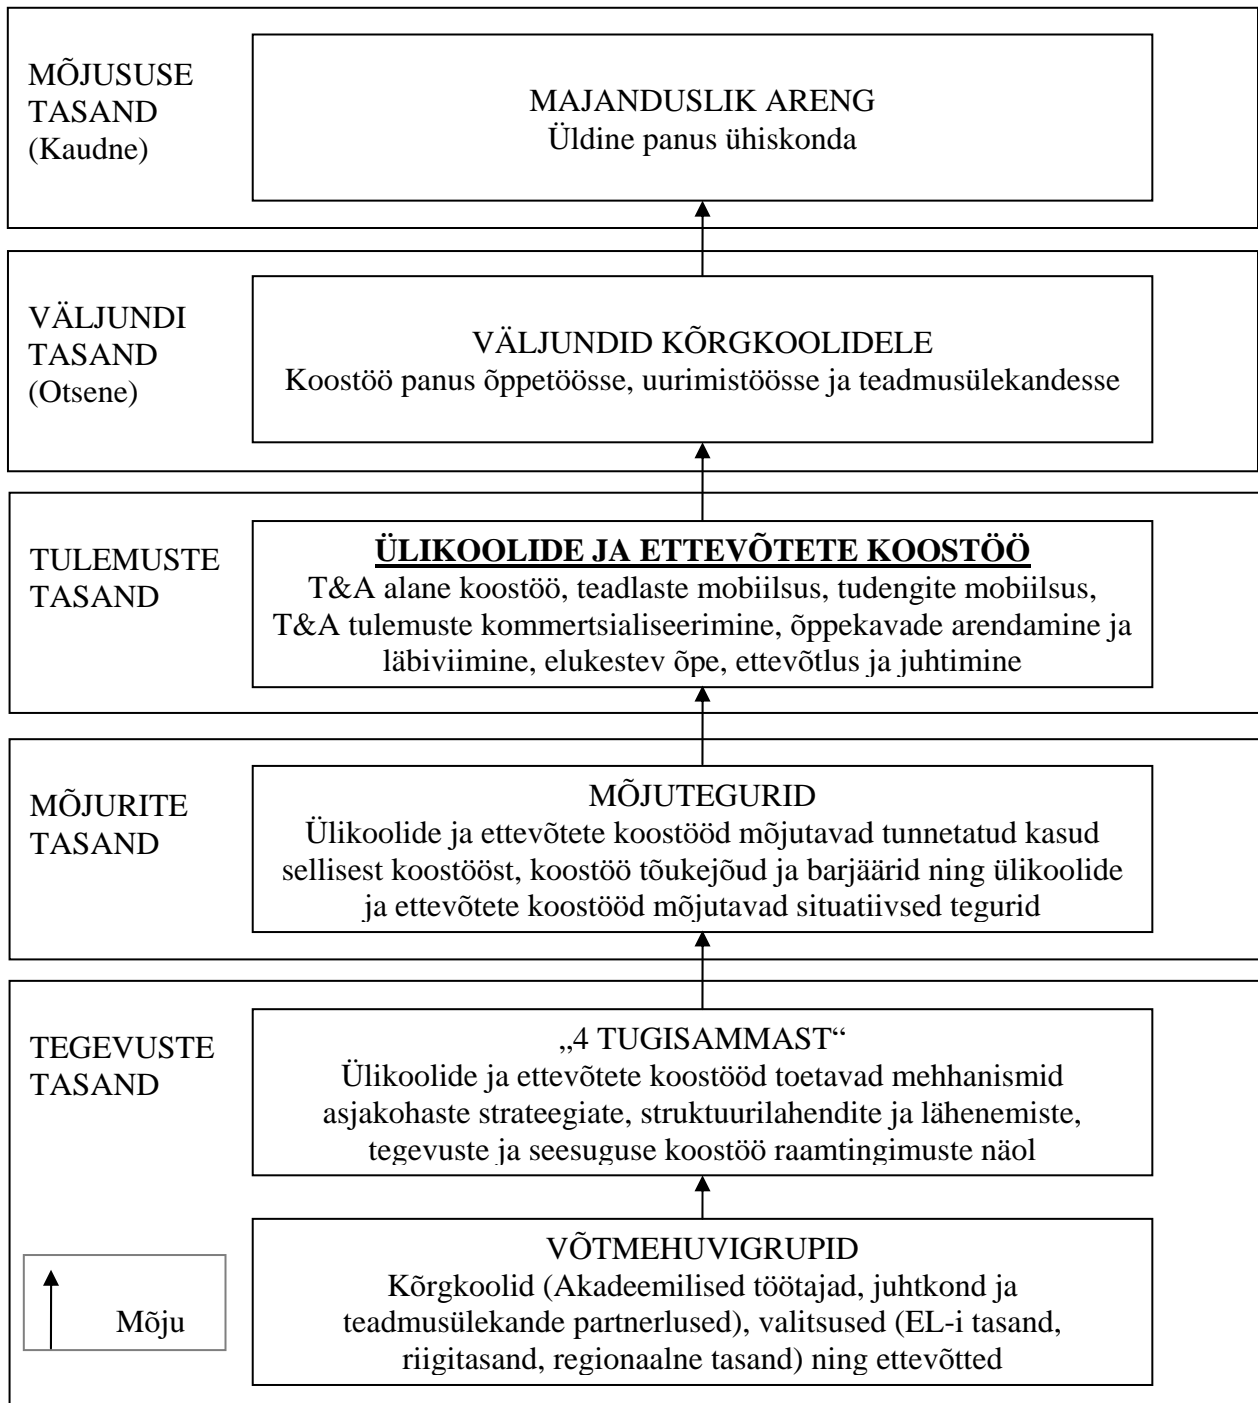 MÕJUSUSE
TASAND
(Kaudne)
MAJANDUSLIK ARENG
Üldine panus ühiskonda
VÄLJUNDI
TASAND
(Otsene)
VÄLJUNDID KÕRGKOOLIDELE
Koostöö panus õppetöösse, uurimistöösse ja teadmusülekandesse
TULEMUSTE
TASAND
ÜLIKOOLIDE JA ETTEVÕTETE KOOSTÖÖ
T&A alane koostöö, teadlaste mobiilsus, tudengite mobiilsus,
T&A tulemuste kommertsialiseerimine, õppekavade arendamine ja
läbiviimine, elukestev õpe, ettevõtlus ja juhtimine
MÕJURITE
TASAND
MÕJUTEGURID
Ülikoolide ja ettevõtete koostööd mõjutavad tunnetatud kasud
sellisest koostööst, koostöö tõukejõud ja barjäärid ning ülikoolide
ja ettevõtete koostööd mõjutavad situatiivsed tegurid
TEGEVUSTE
TASAND
„4 TUGISAMMAST“
Ülikoolide ja ettevõtete koostööd toetavad mehhanismid
asjakohaste strateegiate, struktuurilahendite ja lähenemiste,
tegevuste ja seesuguse koostöö raamtingimuste näol
VÕTMEHUVIGRUPID
Kõrgkoolid (Akadeemilised töötajad, juhtkond ja
teadmusülekande partnerlused), valitsused (EL-i tasand,
riigitasand, regionaalne tasand) ning ettevõtted
Mõju